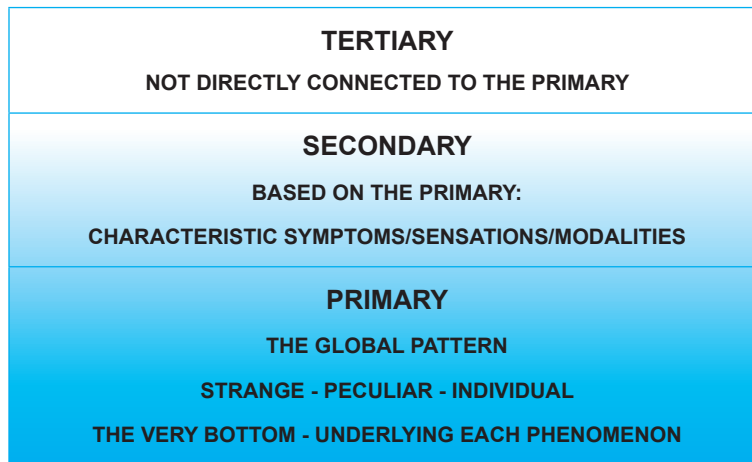 TERTIARY
NOT DIRECTLY CONNECTED TO THE PRIMARY
SECONDARY
BASED ON THE PRIMARY:
CHARACTERISTIC SYMPTOMS/SENSATIONS/MODALITIES
PRIMARY
THE GLOBAL PATTERN
STRANGE - PECULIAR - INDIVIDUAL
THE VERY BOTTOM - UNDERLYING EACH PHENOMENON